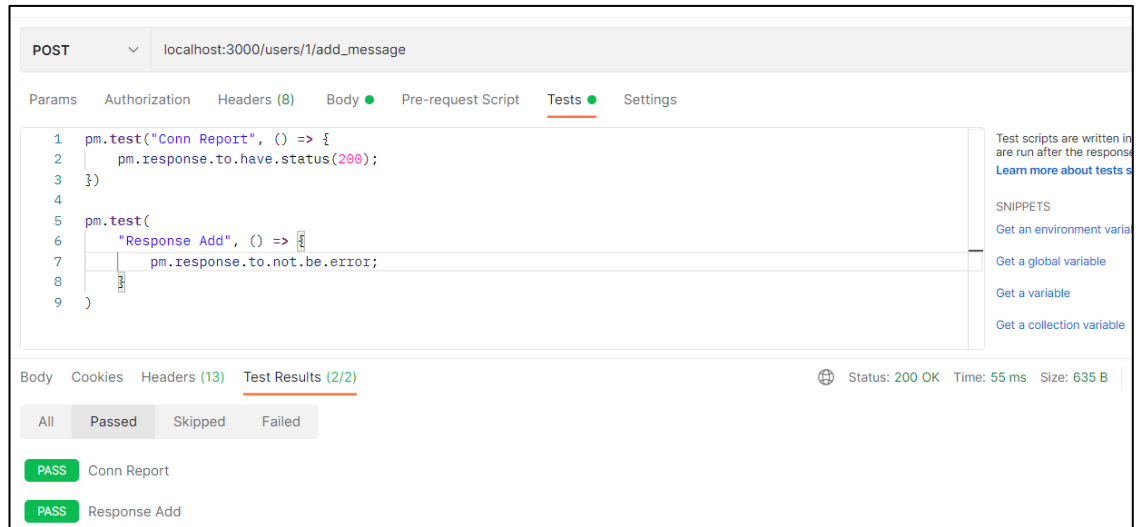 POST localhost:3000/users/1/add_message
Params Authorization Headers (8) Body Pre-request Script Tests Settings
1 pm.test("Conn Report", () => {
2 pm.response.to.have.status(200);
3 })
4
5 pm.test(
6 "Response Add", () => {
7 pm.response.to.not.be.error;
8 }
9 )
Test scripts are written in
are run after the response
Learn more about tests s
SNIPPETS
Get an environment varia
Get a global variable
Get a variable
Get a collection variable
Body Cookies Headers (13) Test Results (2/2) Status: 200 OK Time: 55 ms Size: 635 B
All Passed Skipped Failed
PASS Conn Report
PASS Response Add